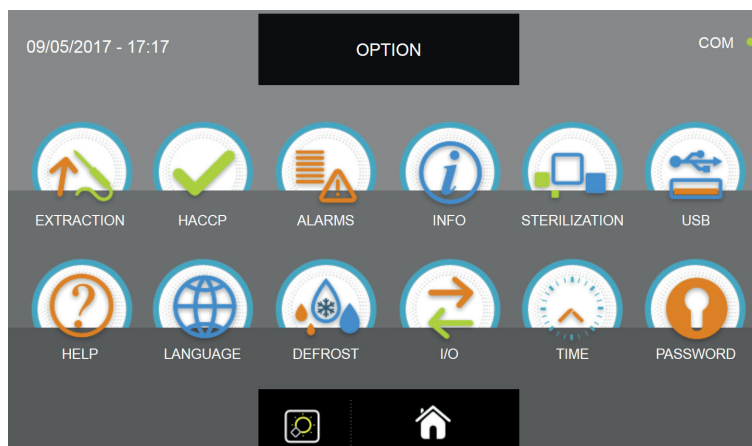 09/05/2017 - 17:17
OPTION
COM
EXTRACTION
HACCP
ALARMS
INFO
STERILIZATION
USB
HELP
LANGUAGE
DEFROST
I/O
TIME
PASSWORD